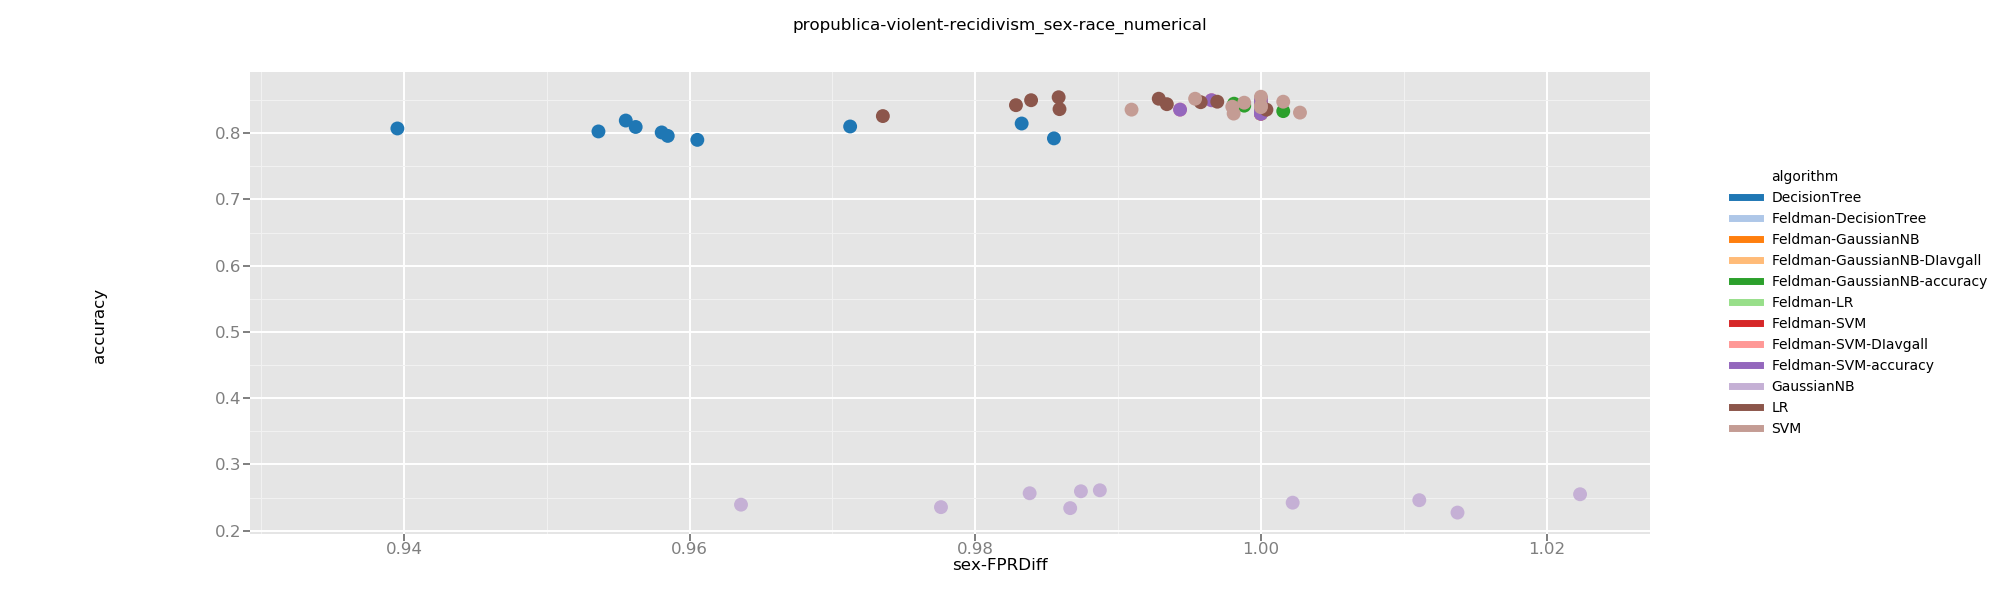 propublica-violent-recidivism_sex-race_numerical
0.8
0.7
0.6
0.5
0.4
0.3
0.2
accuracy
0.94
0.96
0.98
1.00
1.02
sex-FPRDiff
algorithm
DecisionTree
Feldman-DecisionTree
Feldman-GaussianNB
Feldman-GaussianNB-DIavgall
Feldman-GaussianNB-accuracy
Feldman-LR
Feldman-SVM
Feldman-SVM-DIavgall
Feldman-SVM-accuracy
GaussianNB
LR
SVM